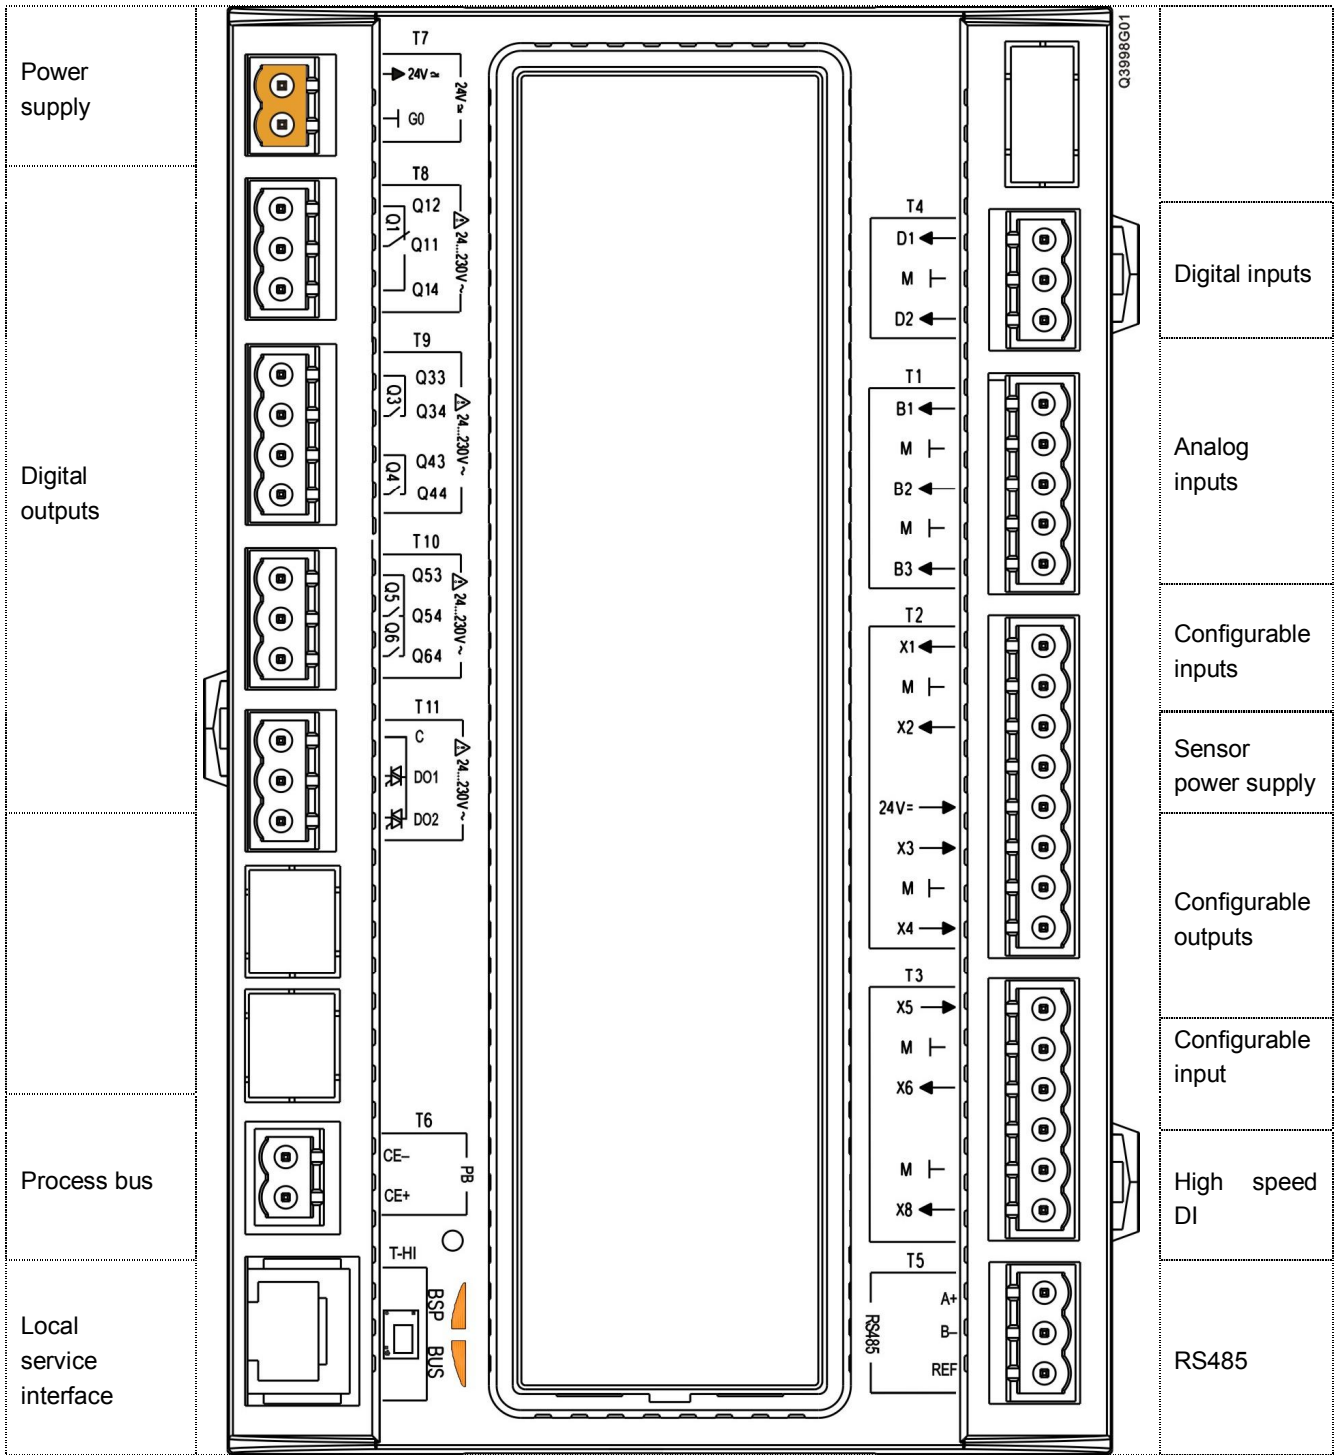 Power
supply
Digital
outputs
Process bus
Local
service
interface
T7
24V ≃
G0
24V ≃
T8
Q12
Q11
Q14
Q1
24...230V ~
T9
Q33
Q34
Q43
Q44
Q3
Q4
24...230V ~
T10
Q53
Q54
Q64
Q5
Q6
24...230V ~
T11
C
DO1
DO2
24...230V ~
T6
CE–
CE+
PB
T-HI
BSP
BUS
Q3998G01
T4
D1
M
D2
T1
B1
M
B2
M
B3
T2
X1
M
X2
24V=
X3
M
X4
T3
X5
M
X6
M
X8
T5
A+
B–
REF
RS485
Digital inputs
Analog
inputs
Configurable
inputs
Sensor
power supply
Configurable
outputs
Configurable
input
High speed
DI
RS485